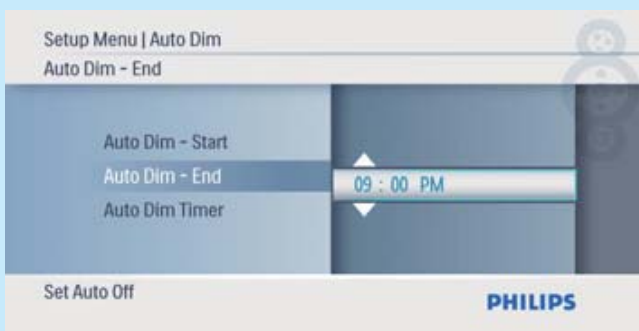 Setup Menu | Auto Dim
Auto Dim - End
Auto Dim - Start
Auto Dim - End
09 : 00 PM
Auto Dim Timer
Set Auto Off
PHILIPS